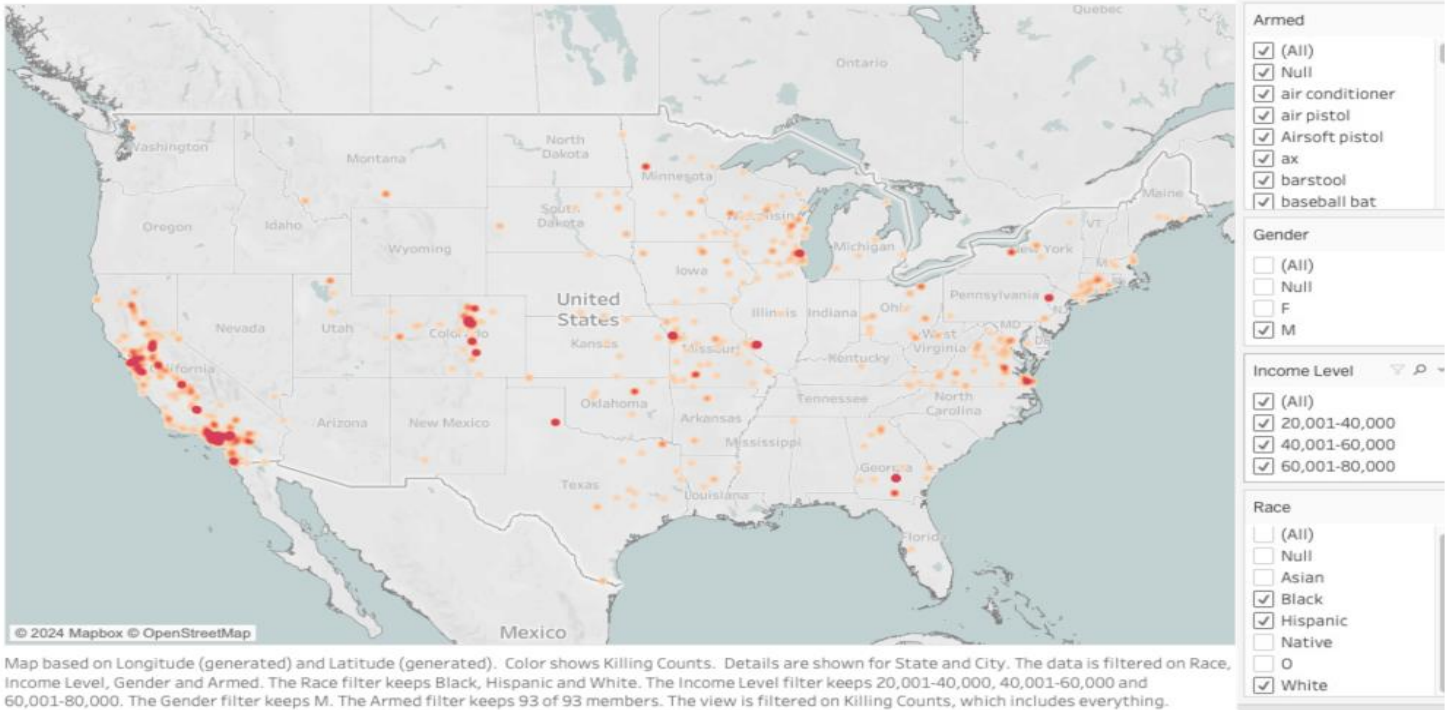 Quebec
Ontario
Washington
Montana
North
Dakota
Minnesota
Maine
Oregon
Idaho
South
Dakota
Wisconsin
VT
Wyoming
Michigan
New York
Iowa
Nevada
Utah
Colorado
United
States
Illinois
Indiana
Ohio
Pennsylvania
NJ
MD
DE
West
Virginia
Kansas
Missouri
Kentucky
California
Arizona
New Mexico
Oklahoma
Arkansas
Tennessee
North
Carolina
Mississippi
Georgia
Texas
Louisiana
Florida
Mexico
© 2024 Mapbox © OpenStreetMap
Map based on Longitude (generated) and Latitude (generated). Color shows Killing Counts. Details are shown for State and City. The data is filtered on Race,
Income Level, Gender and Armed. The Race filter keeps Black, Hispanic and White. The Income Level filter keeps 20,001-40,000, 40,001-60,000 and
60,001-80,000. The Gender filter keeps M. The Armed filter keeps 93 of 93 members. The view is filtered on Killing Counts, which includes everything.
Armed
(All)
Null
air conditioner
air pistol
Airsoft pistol
ax
barstool
baseball bat
Gender
(All)
Null
F
M
Income Level
(All)
20,001-40,000
40,001-60,000
60,001-80,000
Race
(All)
Null
Asian
Black
Hispanic
Native
O
White